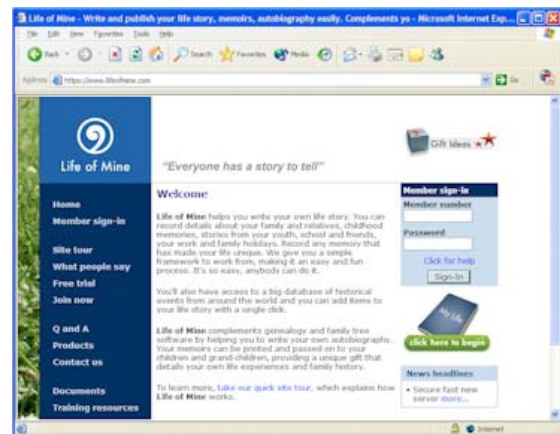 Life of Mine - Write and publish your life story, memoirs, autobiography easily. Complements yo - Microsoft Internet Exp...
File Edit View Favorites Tools Help
Back Search Favorites Media
Address https://www.lifeofmine.com Go
Life of Mine
"Everyone has a story to tell"
Gift Ideas
Home
Member sign-in
Site tour
What people say
Free trial
Join now
Q and A
Products
Contact us
Documents
Training resources
Welcome
Life of Mine helps you write your own life story. You can
record details about your family and relatives, childhood
memories, stories from your youth, school and friends,
your work and family holidays. Record any memory that
has made your life unique. We give you a simple
framework to work from, making it an easy and fun
process. It's so easy, anybody can do it.
You'll also have access to a big database of historical
events from around the world and you can add items to
your life story with a single click.
Life of Mine complements genealogy and family tree
software by helping you to write your own autobiography.
Your memoirs can be printed and passed on to your
children and grand-children, providing a unique gift that
details your own life experiences and family history.
To learn more, take our quick site tour, which explains how
Life of Mine works.
Member sign-in
Member number
Password
Click for help
Sign-In
My Life
click here to begin
News headlines
• Secure fast new
server more...
Internet